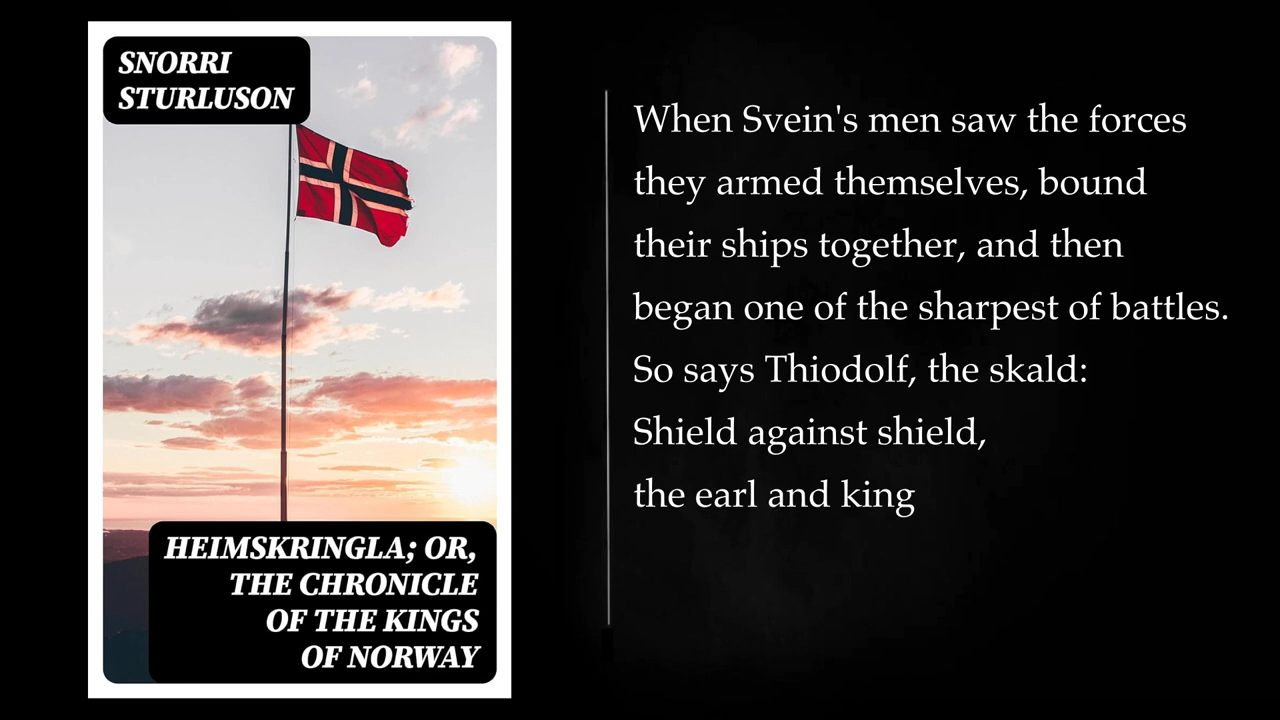 SNORRI
STURLUSON
HEIMSKRINGLA; OR,
THE CHRONICLE
OF THE KINGS
OF NORWAY
When Svein's men saw the forces
they armed themselves, bound
their ships together, and then
began one of the sharpest of battles.
So says Thiodolf, the skald:
Shield against shield,
the earl and king